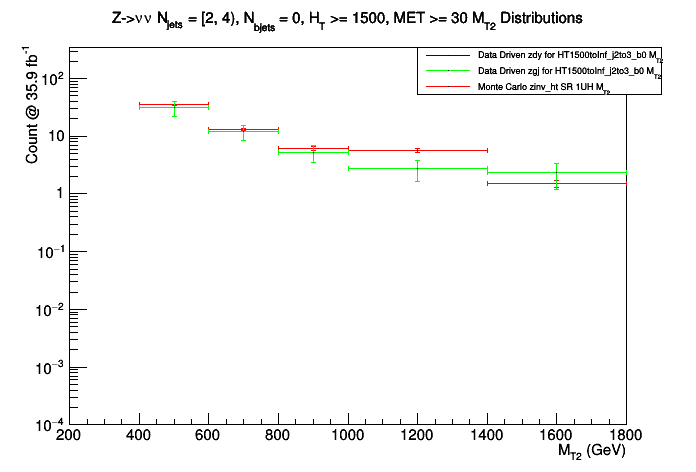 Z->νν N_jets = [2, 4), N_bjets = 0, H_T >= 1500, MET >= 30 M_T2 Distributions
Data Driven zdy for HT1500toInf_j2to3_b0 M_T2
Data Driven zgj for HT1500toInf_j2to3_b0 M_T2
Monte Carlo zinv_ht SR 1UH M_T2
Count @ 35.9 fb^-1
10^2
10
1
10^−1
10^−2
10^−3
10^−4
200 400 600 800 1000 1200 1400 1600 1800
M_T2 (GeV)